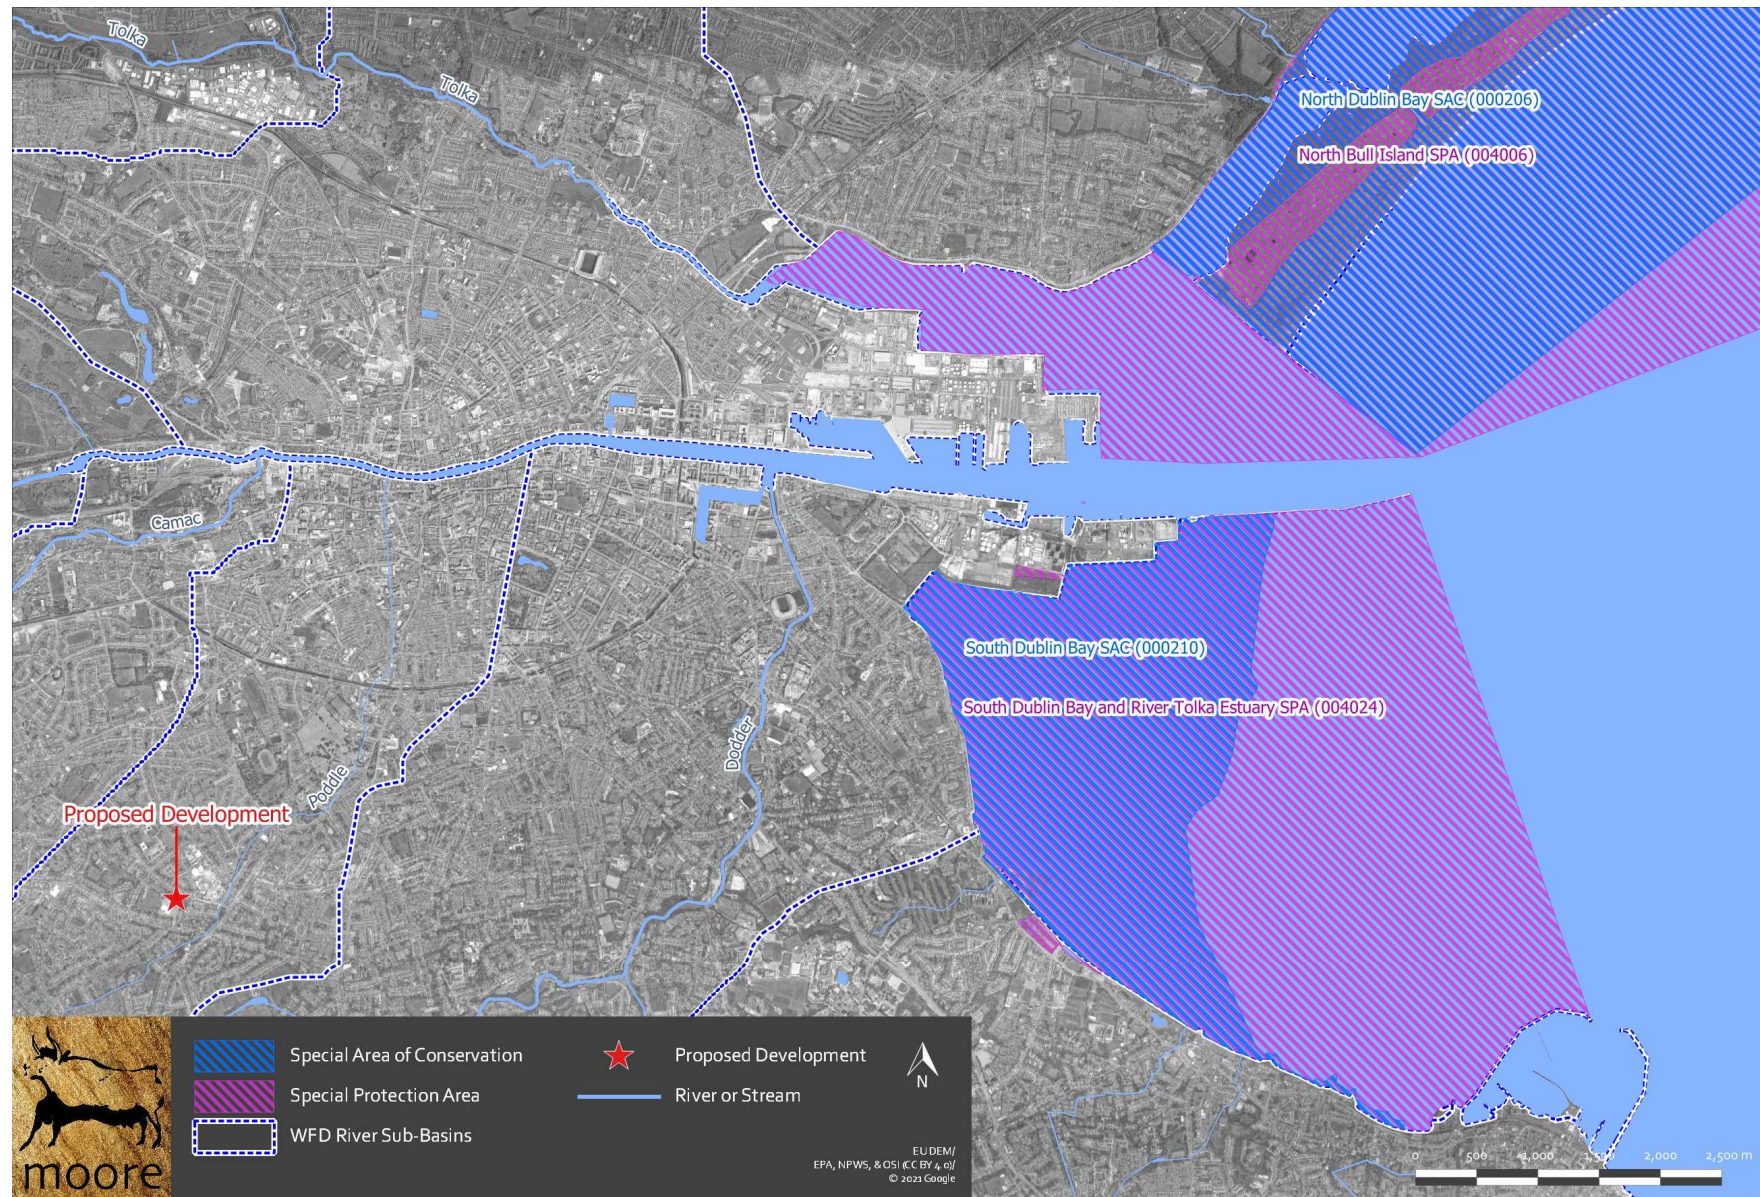 Tolka
Tolka
North Dublin Bay SAC (000206)
North Bull Island SPA (004006)
Camac
South Dublin Bay SAC (000210)
South Dublin Bay and River Tolka Estuary SPA (004024)
Dodder
Poddle
Proposed Development
Special Area of Conservation
Special Protection Area
WFD River Sub-Basins
Proposed Development
River or Stream
N
EU DEM/
EPA, NPWS, & OSI (CC BY 4.0)/
© 2021 Google
moore
0 500 1,000 1,500 2,000 2,500 m